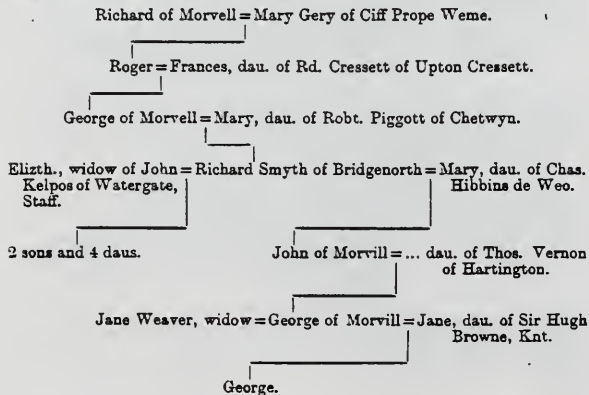 Richard of Morvell = Mary Gery of Ciff Prope Weme.
Roger = Frances, dau. of Rd. Cressett of Upton Cressett.
George of Morvell = Mary, dau. of Robt. Piggott of Chetwyn.
Elizth., widow of John = Richard Smyth of Bridgenorth = Mary, dau. of Chas.
Kelpos of Watergate, Hibbins de Weo.
Staff.
2 sons and 4 daus. John of Morvill = ... dau. of Thos. Vernon
of Hartington.
Jane Weaver, widow = George of Morvill = Jane, dau. of Sir Hugh
Browne, Knt.
George.